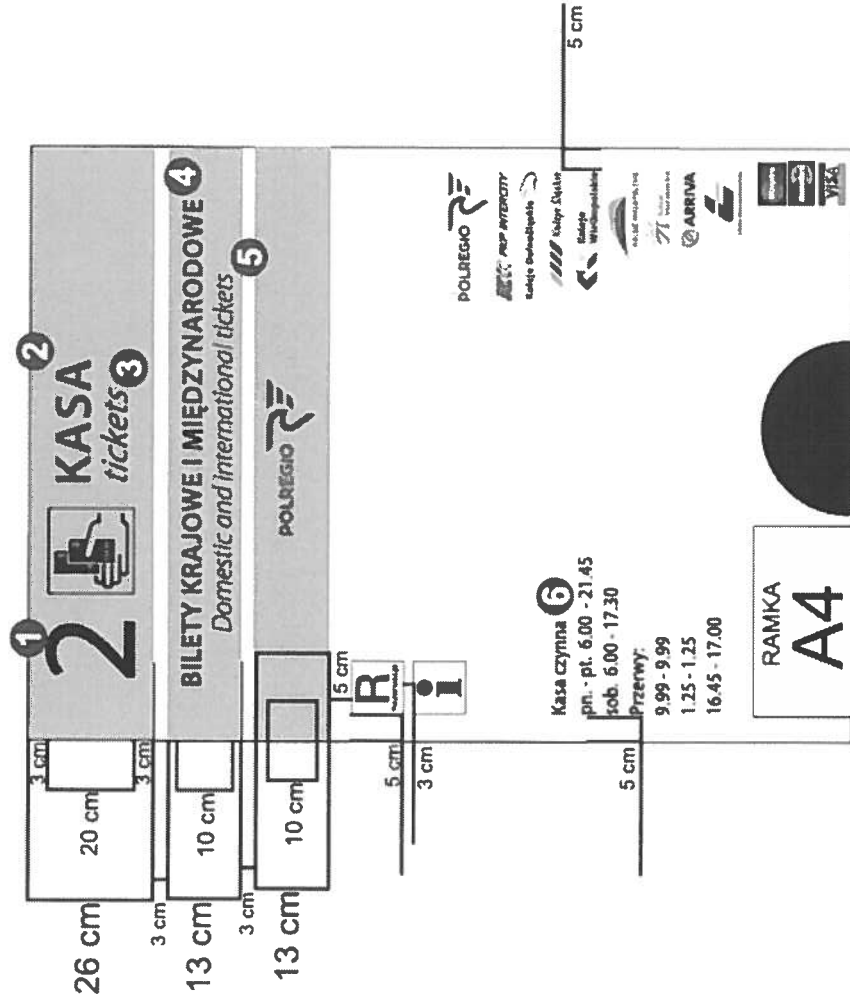 1
2
2
KASA
tickets
3
BILETY KRAJOWE I MIĘDZYNARODOWE
4
Domestic and international tickets
5
POLREGIO
26 cm
3 cm
20 cm
3 cm
3 cm
13 cm
10 cm
3 cm
13 cm
10 cm
5 cm
R
i
5 cm
3 cm
Kasa czynna
6
pn. - pt. 6.00 - 21.45
sob. 6.00 - 17.30
Przerwy:
9.99 - 9.99
1.25 - 1.25
16.45 - 17.00
5 cm
POLREGIO
PKP INTERCITY
Koleje Dolnośląskie
Koleje Śląskie
Koleje
Wielkopolskie
ARRIVA
VISA
5 cm
RAMKA
A4